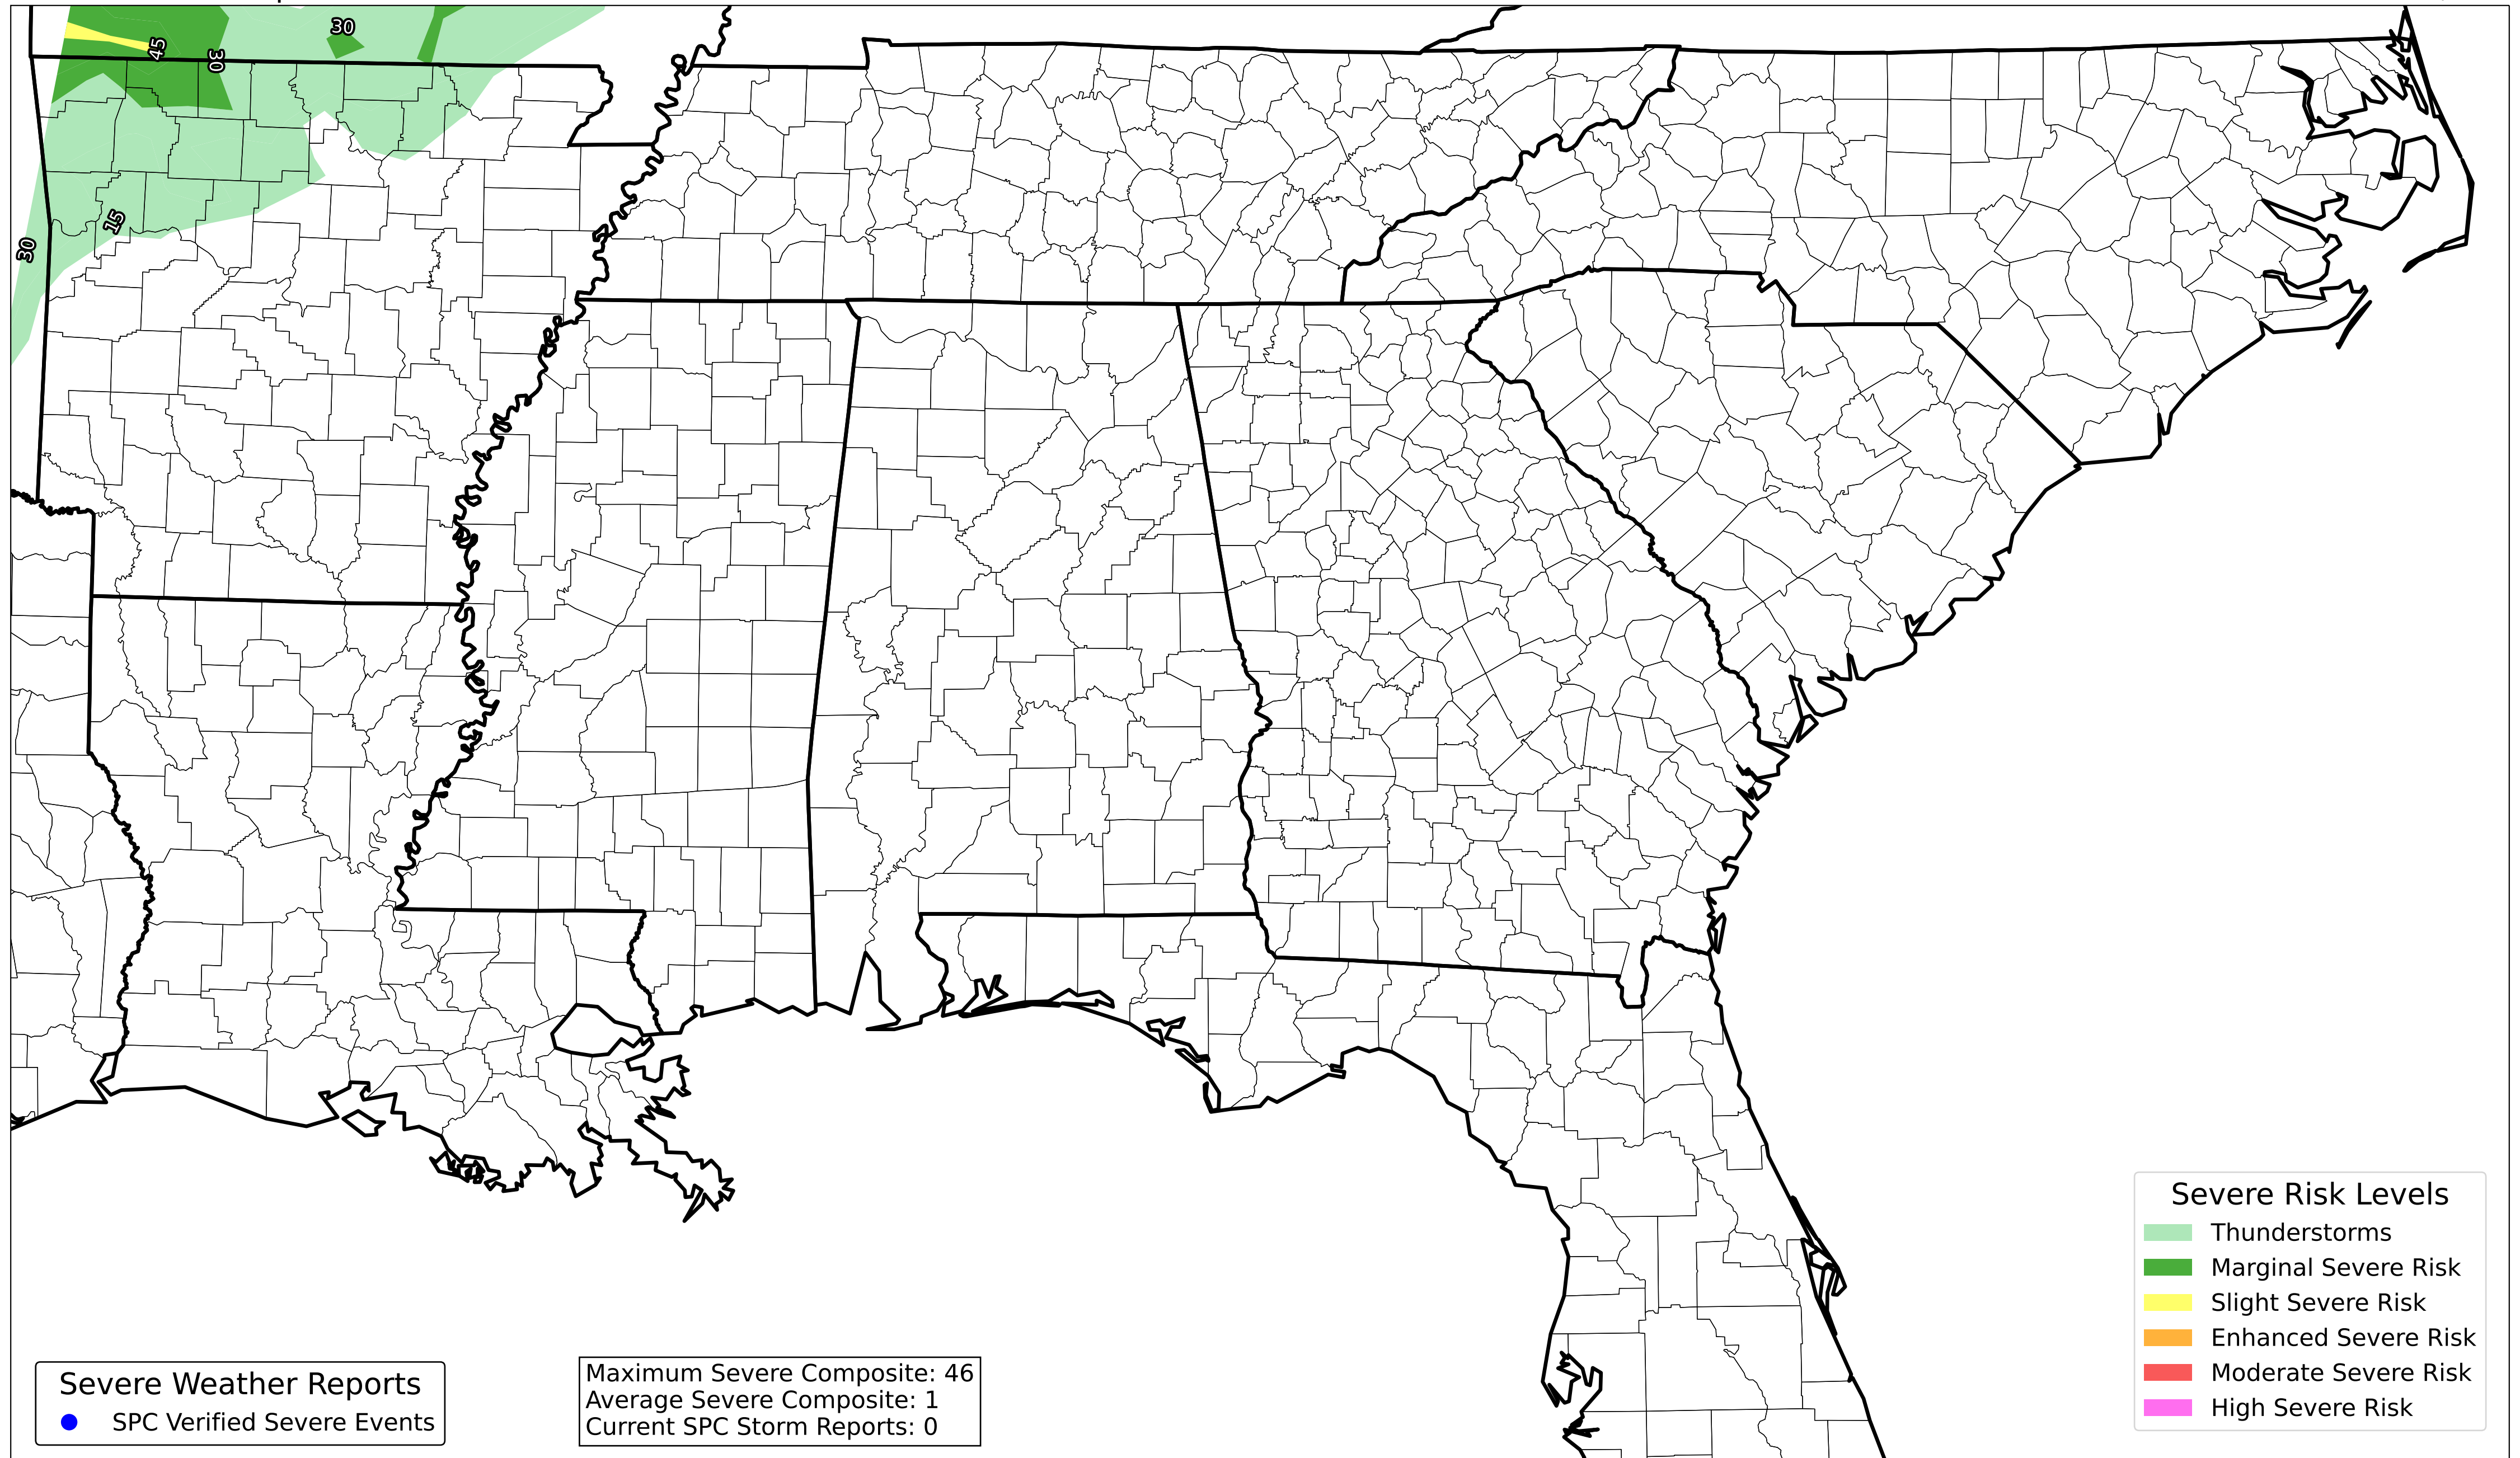 30
45
30
15
30
Severe Risk Levels
Thunderstorms
Marginal Severe Risk
Slight Severe Risk
Enhanced Severe Risk
Moderate Severe Risk
High Severe Risk
Severe Weather Reports
SPC Verified Severe Events
Maximum Severe Composite: 46
Average Severe Composite: 1
Current SPC Storm Reports: 0